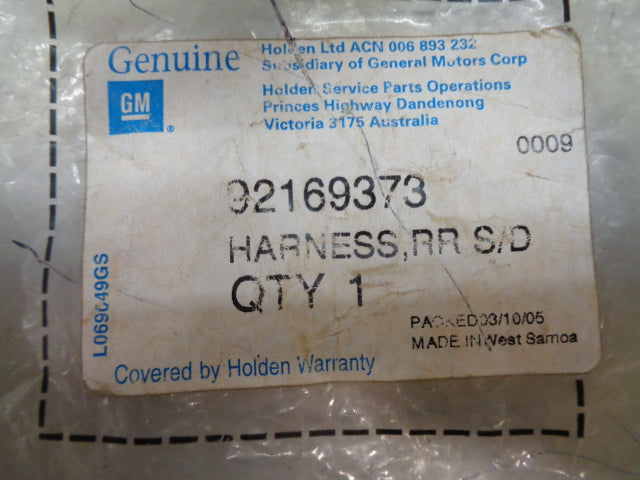 Genuine
GM
Holden Ltd ACN 006 893 232
Subsidiary of General Motors Corp
Holden Service Parts Operations
Princes Highway Dandenong
Victoria 3175 Australia
0009
92169373
HARNESS,RR S/D
QTY 1
PACKED03/10/05
MADE IN West Samoa
Covered by Holden Warranty
L069649GS